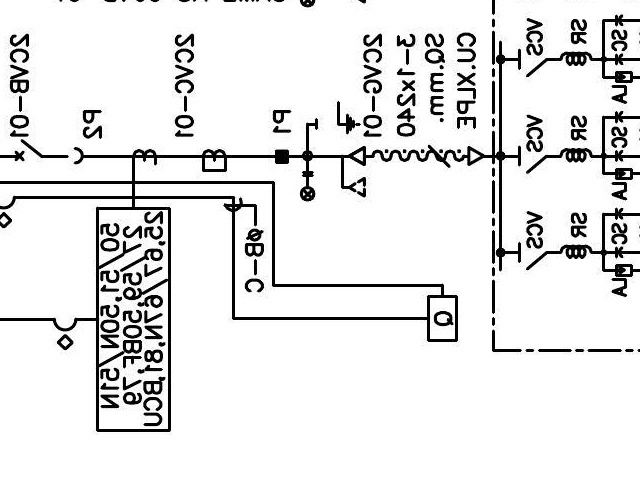 2CVB-01
P2
2CVC-01
P1
2CVG-01
3-1x240
SQ.mm.
CU.XLPE
50/51,50N/51N
27/59,50BF,79
25,67/67N,81,BCU
ØB-C
Q
VCS
SR
SC
LA
VCS
SR
SC
LA
VCS
SR
SC
LA